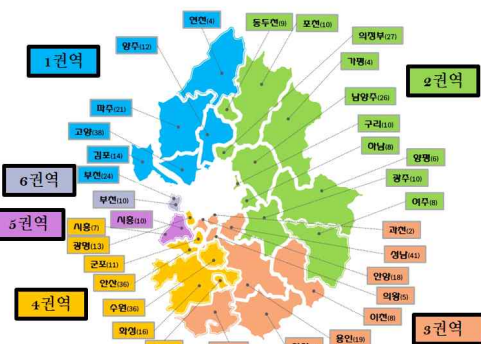 연천(4)
동두천(9)
포천(10)
양주(12)
의정부(27)
1권역
가평(4)
2권역
파주(21)
남양주(26)
고양(38)
구리(10)
김포(14)
하남(8)
양평(6)
6권역
부천(24)
광주(10)
부천(10)
여주(8)
5권역
시흥(10)
시흥(7)
과천(2)
광명(13)
성남(41)
군포(11)
안양(18)
안산(36)
의왕(5)
4권역
수원(36)
이천(8)
화성(16)
용인(19)
3권역